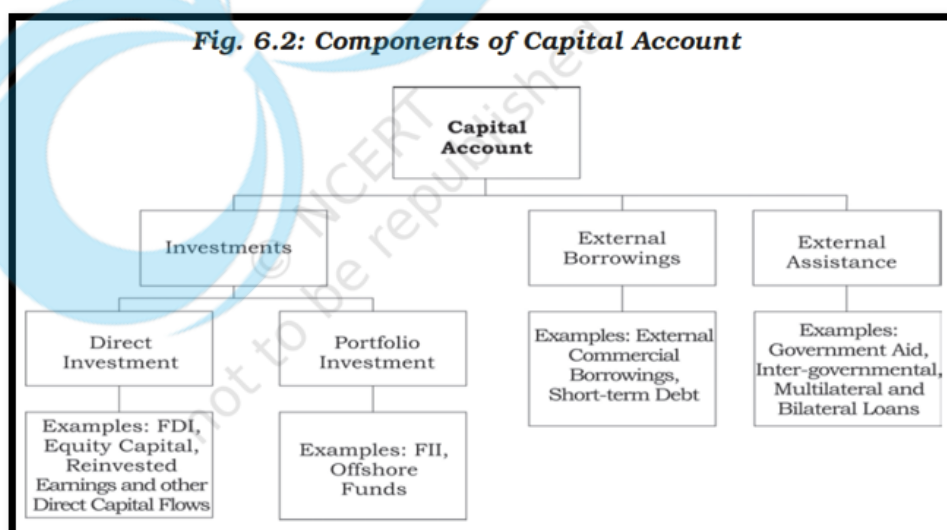 Fig. 6.2: Components of Capital Account
Capital
Account
Investments
External
Borrowings
External
Assistance
Direct
Investment
Portfolio
Investment
Examples: External
Commercial
Borrowings,
Short-term Debt
Examples:
Government Aid,
Inter-governmental,
Multilateral and
Bilateral Loans
Examples: FDI,
Equity Capital,
Reinvested
Earnings and other
Direct Capital Flows
Examples: FII,
Offshore
Funds
© NCERT
not to be republished